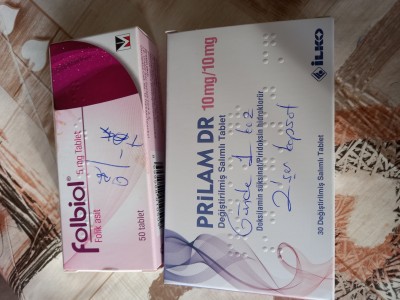 folbiol®
5 mg tablet
Folik asit
50 tablet
İLKO
PRiLAM DR 10mg/10mg
Değiştirilmiş Salımlı Tablet
Doksilamin süksinat/Piridoksin hidroklorür
Günde 1 kez
30 Değiştirilmiş Salımlı Tablet